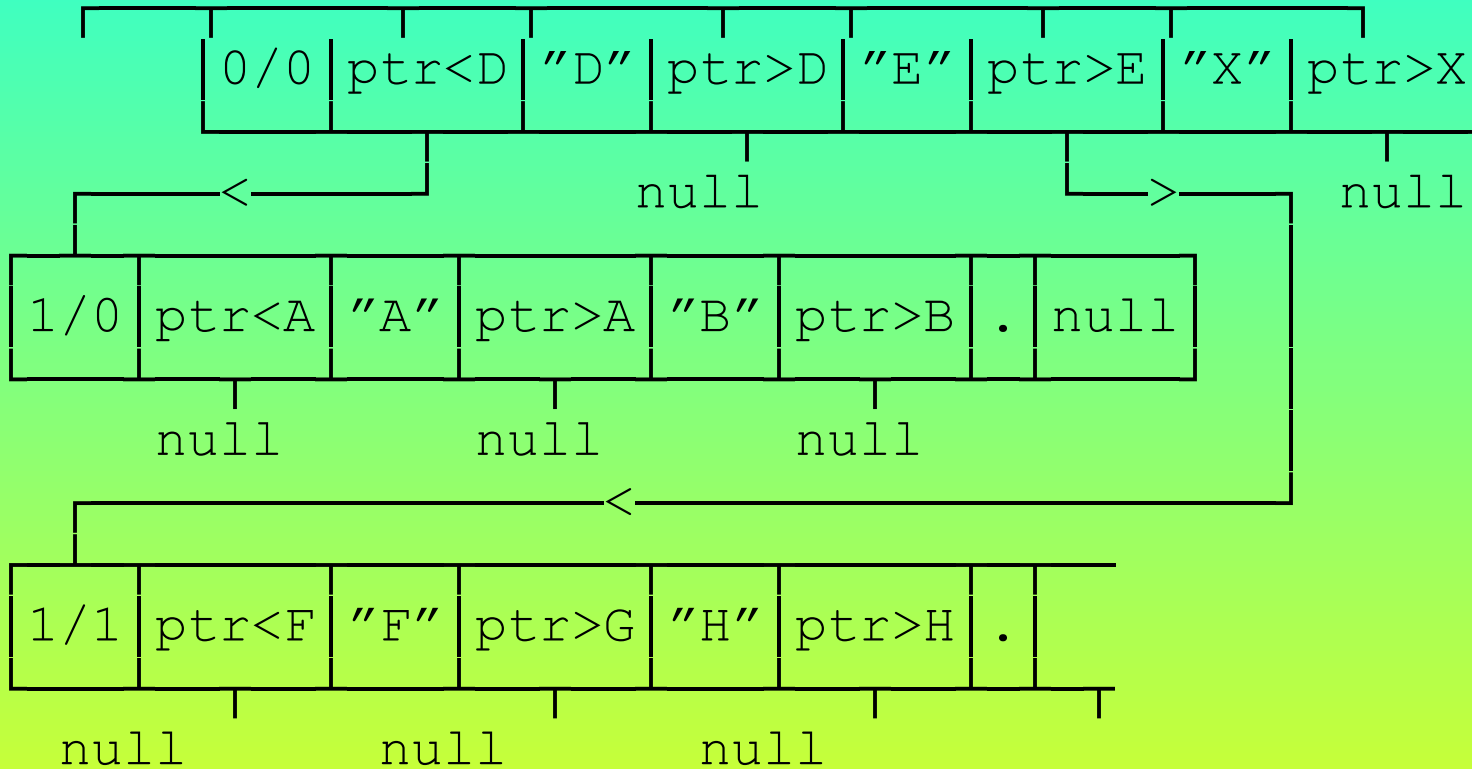 0/0 ptr<D ″D″ ptr>D ″E″ ptr>E ″X″ ptr>X
< null > null
1/0 ptr<A ″A″ ptr>A ″B″ ptr>B . null
null null null
<
1/1 ptr<F ″F″ ptr>G ″H″ ptr>H .
null null null